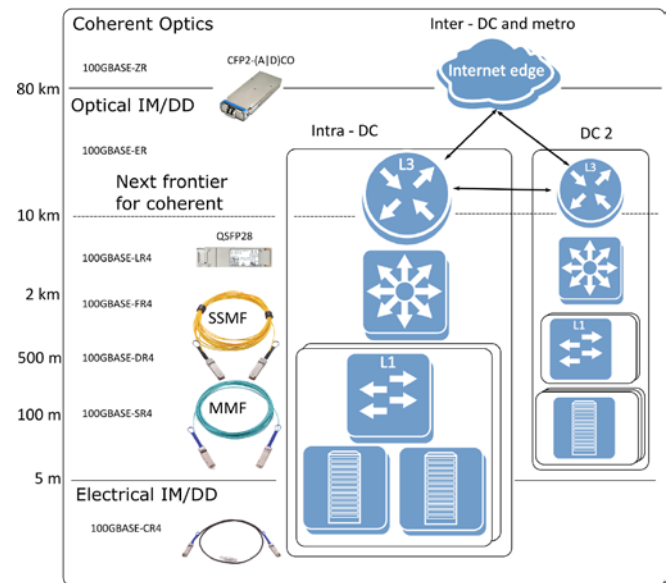 Coherent Optics
Inter - DC and metro
CFP2-(A|D)CO
100GBASE-ZR
Internet edge
80 km
Optical IM/DD
Intra - DC
DC 2
100GBASE-ER
L3
L3
Next frontier
for coherent
10 km
QSFP28
100GBASE-LR4
2 km
100GBASE-FR4
SSMF
L1
500 m
100GBASE-DR4
L1
MMF
100 m
100GBASE-SR4
5 m
Electrical IM/DD
100GBASE-CR4